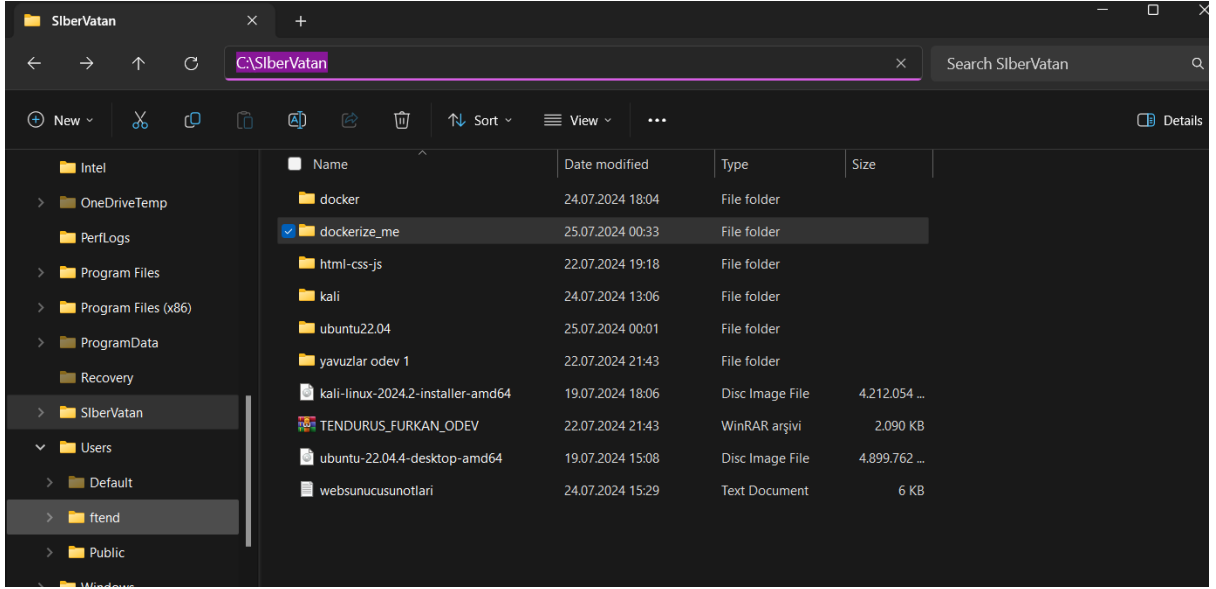 SIberVatan
C:\SIberVatan
Search SIberVatan
New
Sort
View
Details
Intel
OneDriveTemp
PerfLogs
Program Files
Program Files (x86)
ProgramData
Recovery
SIberVatan
Users
Default
ftend
Public
Windows
Name Date modified Type Size
docker 24.07.2024 18:04 File folder
dockerize_me 25.07.2024 00:33 File folder
html-css-js 22.07.2024 19:18 File folder
kali 24.07.2024 13:06 File folder
ubuntu22.04 25.07.2024 00:01 File folder
yavuzlar odev 1 22.07.2024 21:43 File folder
kali-linux-2024.2-installer-amd64 19.07.2024 18:06 Disc Image File 4.212.054 ...
TENDURUS_FURKAN_ODEV 22.07.2024 21:43 WinRAR arşivi 2.090 KB
ubuntu-22.04.4-desktop-amd64 19.07.2024 15:08 Disc Image File 4.899.762 ...
websunucusunotlari 24.07.2024 15:29 Text Document 6 KB